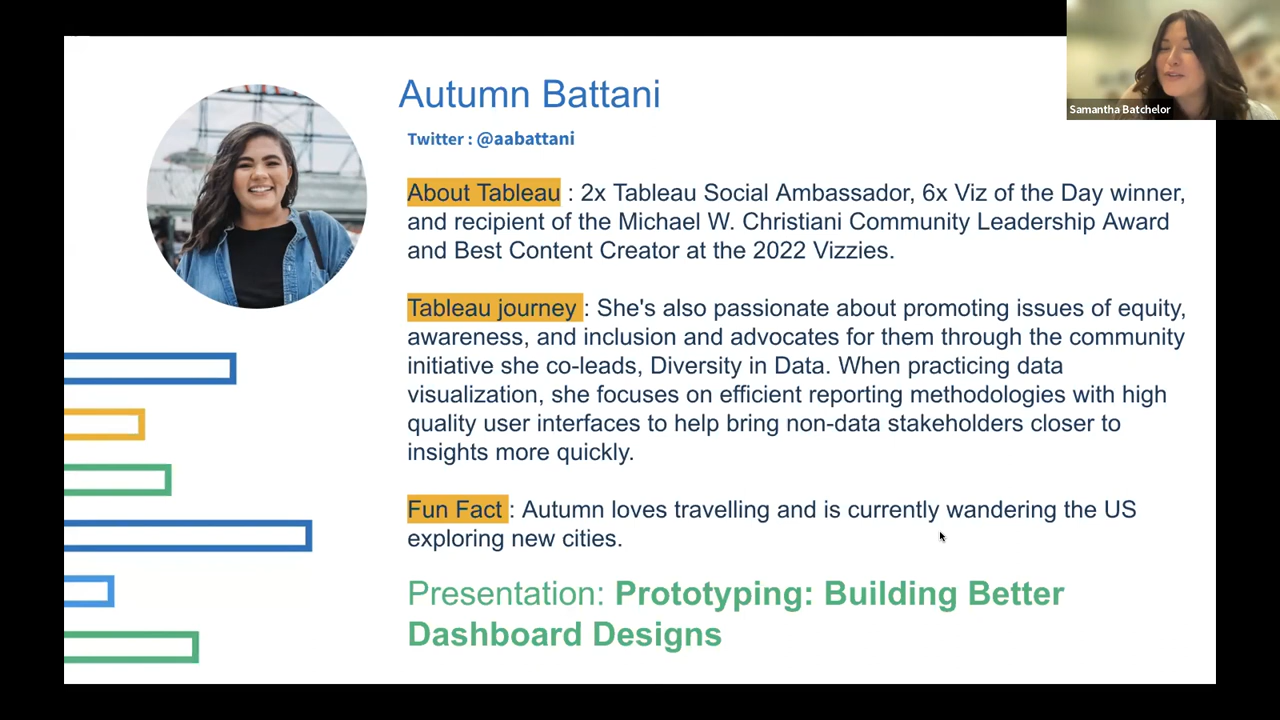 Autumn Battani
Samantha Batchelor
Twitter : @aabattani
About Tableau : 2x Tableau Social Ambassador, 6x Viz of the Day winner,
and recipient of the Michael W. Christiani Community Leadership Award
and Best Content Creator at the 2022 Vizzies.
Tableau journey : She's also passionate about promoting issues of equity,
awareness, and inclusion and advocates for them through the community
initiative she co-leads, Diversity in Data. When practicing data
visualization, she focuses on efficient reporting methodologies with high
quality user interfaces to help bring non-data stakeholders closer to
insights more quickly.
Fun Fact : Autumn loves travelling and is currently wandering the US
exploring new cities.
Presentation: Prototyping: Building Better
Dashboard Designs